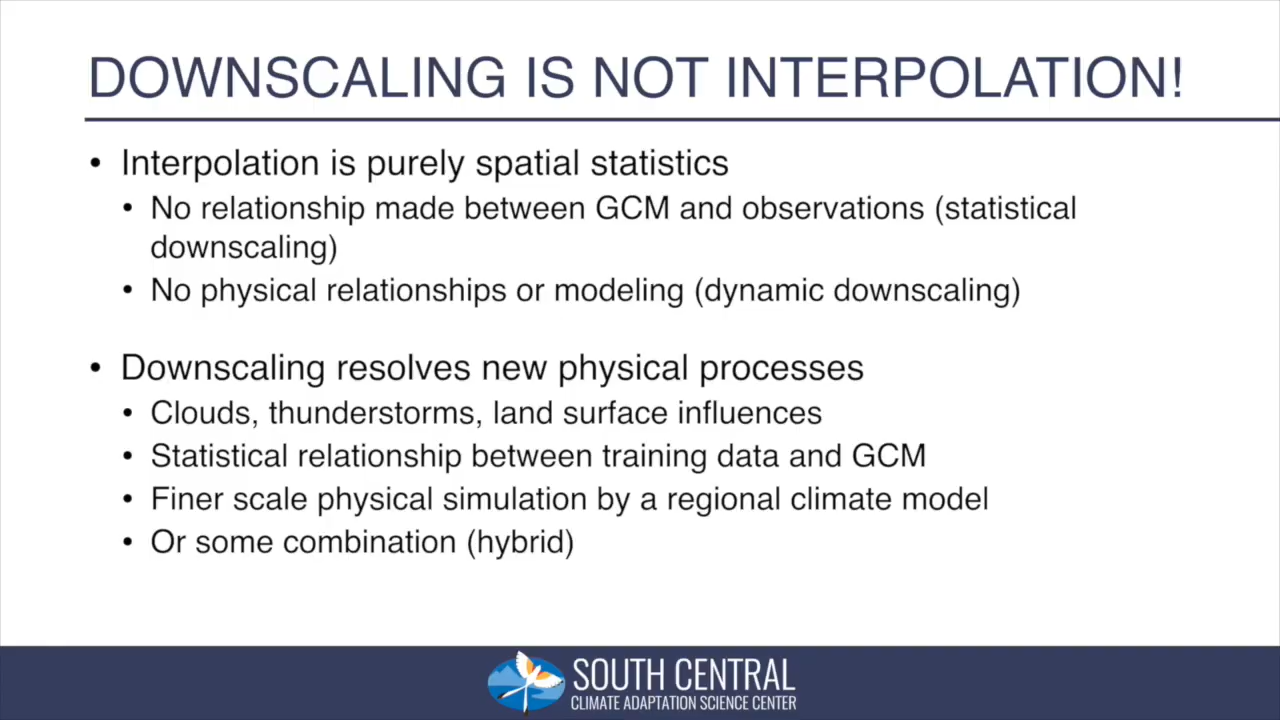 DOWNSCALING IS NOT INTERPOLATION!
• Interpolation is purely spatial statistics
• No relationship made between GCM and observations (statistical
downscaling)
• No physical relationships or modeling (dynamic downscaling)
• Downscaling resolves new physical processes
• Clouds, thunderstorms, land surface influences
• Statistical relationship between training data and GCM
• Finer scale physical simulation by a regional climate model
• Or some combination (hybrid)
SOUTH CENTRAL
CLIMATE ADAPTATION SCIENCE CENTER